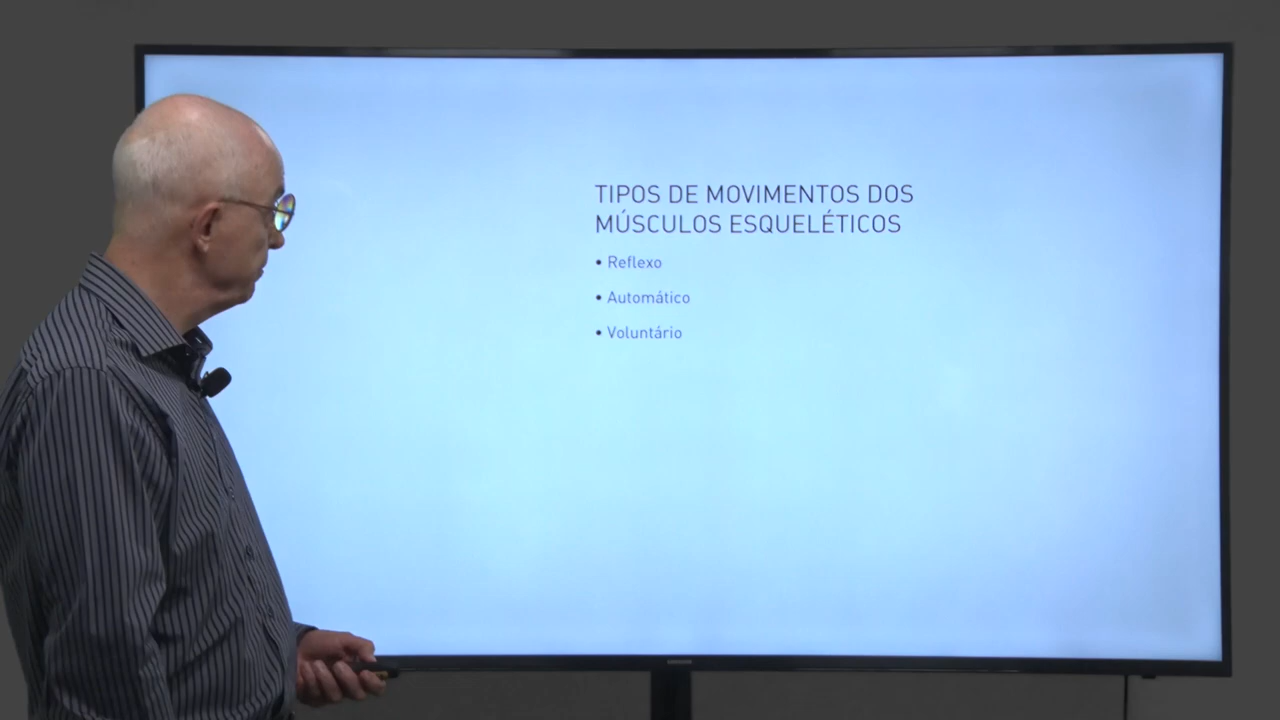 TIPOS DE MOVIMENTOS DOS
MÚSCULOS ESQUELÉTICOS
• Reflexo
• Automático
• Voluntário